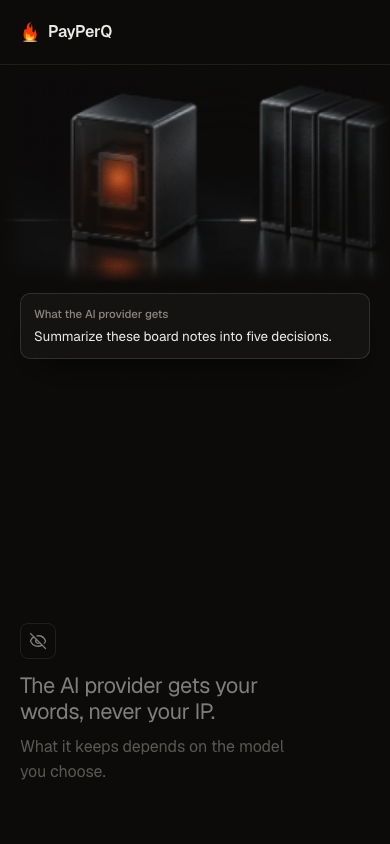 PayPerQ
What the AI provider gets
Summarize these board notes into five decisions.
The AI provider gets your
words, never your IP.
What it keeps depends on the model
you choose.